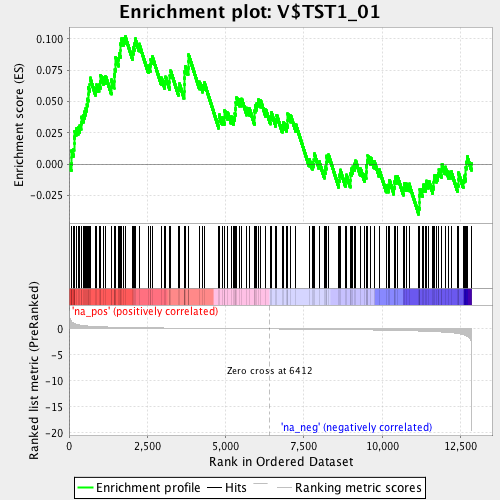 Enrichment plot: V$TST1_01
Enrichment score (ES)
0.100
0.075
0.050
0.025
0.000
-0.025
'na_pos' (positively correlated)
Ranked list metric (PreRanked)
0
-5
-10
-15
-20
Zero cross at 6412
'na_neg' (negatively correlated)
0 2,500 5,000 7,500 10,000 12,500
Rank in Ordered Dataset
Enrichment profile Hits Ranking metric scores